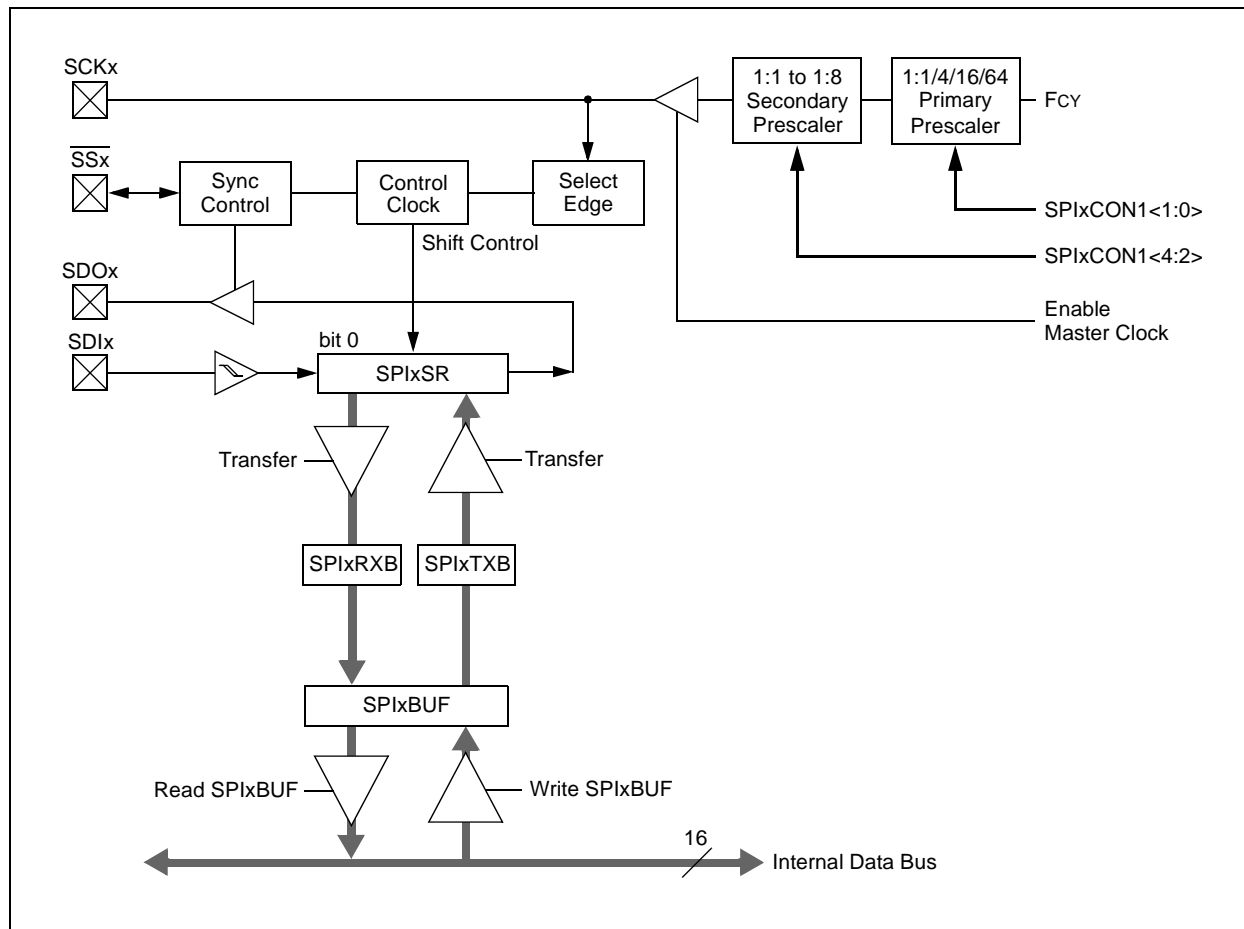 SCKx
1:1 to 1:8
Secondary
Prescaler
1:1/4/16/64
Primary
Prescaler
FCY
SSx
Sync
Control
Control
Clock
Select
Edge
SPIxCON1<1:0>
Shift Control
SPIxCON1<4:2>
SDOx
Enable
Master Clock
SDIx
bit 0
SPIxSR
Transfer
Transfer
SPIxRXB
SPIxTXB
SPIxBUF
Read SPIxBUF
Write SPIxBUF
16
Internal Data Bus